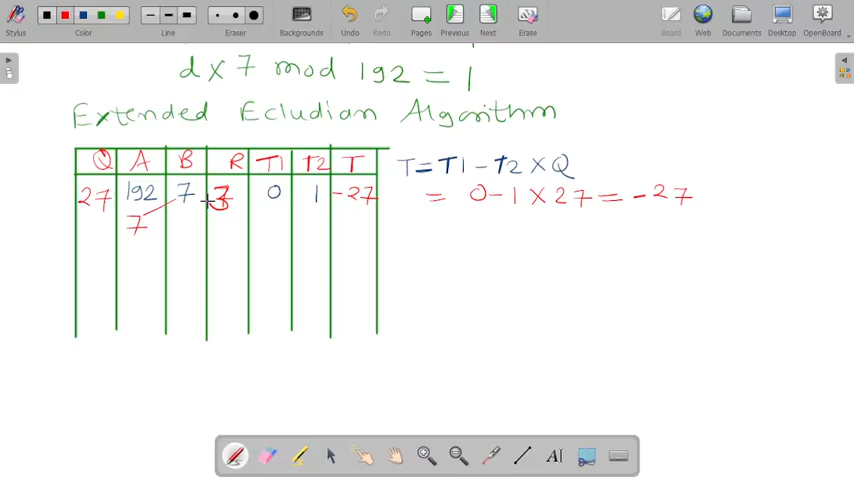 Stylus
Color
Line
Eraser
Backgrounds
Undo
Redo
Pages
Previous
Next
Erase
Board
Web
Documents
Desktop
OpenBoard
d x 7 mod 192 = 1
Extended Ecludian Algorithm
Q A B R T1 T2 T
T = T1 - T2 x Q
27 192 7 3 0 1 -27
= 0 - 1 x 27 = -27
7